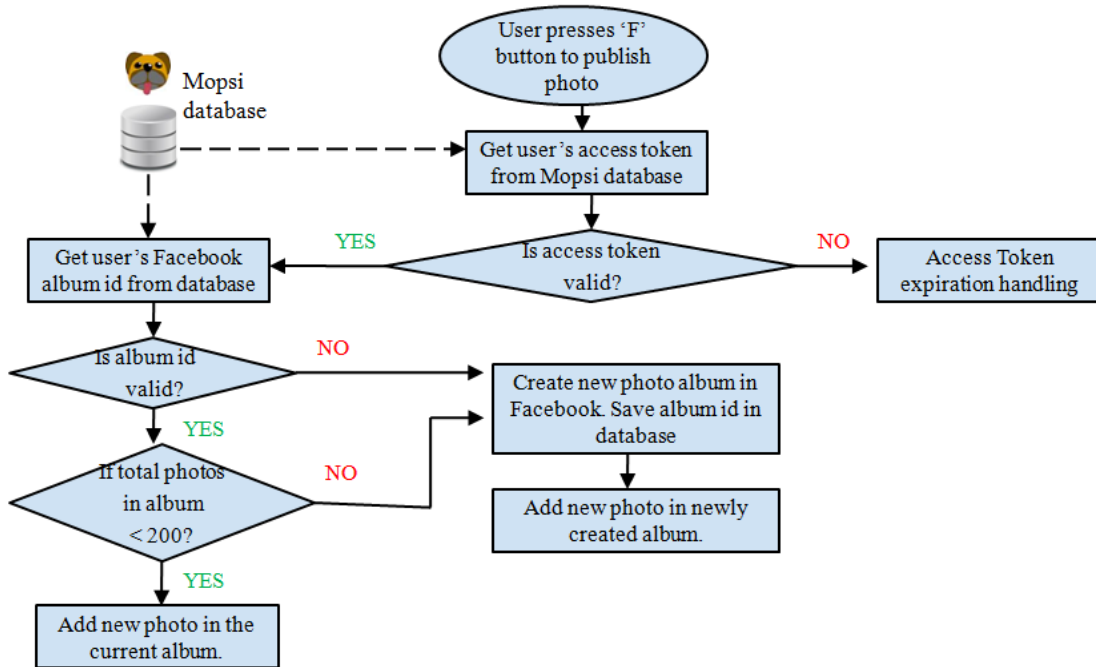 User presses ‘F’
button to publish
photo
Mopsi
database
Get user’s access token
from Mopsi database
YES
Is access token
valid?
NO
Get user’s Facebook
album id from database
Access Token
expiration handling
Is album id
valid?
NO
Create new photo album in
Facebook. Save album id in
database
YES
If total photos
in album
< 200?
NO
Add new photo in newly
created album.
YES
Add new photo in the
current album.